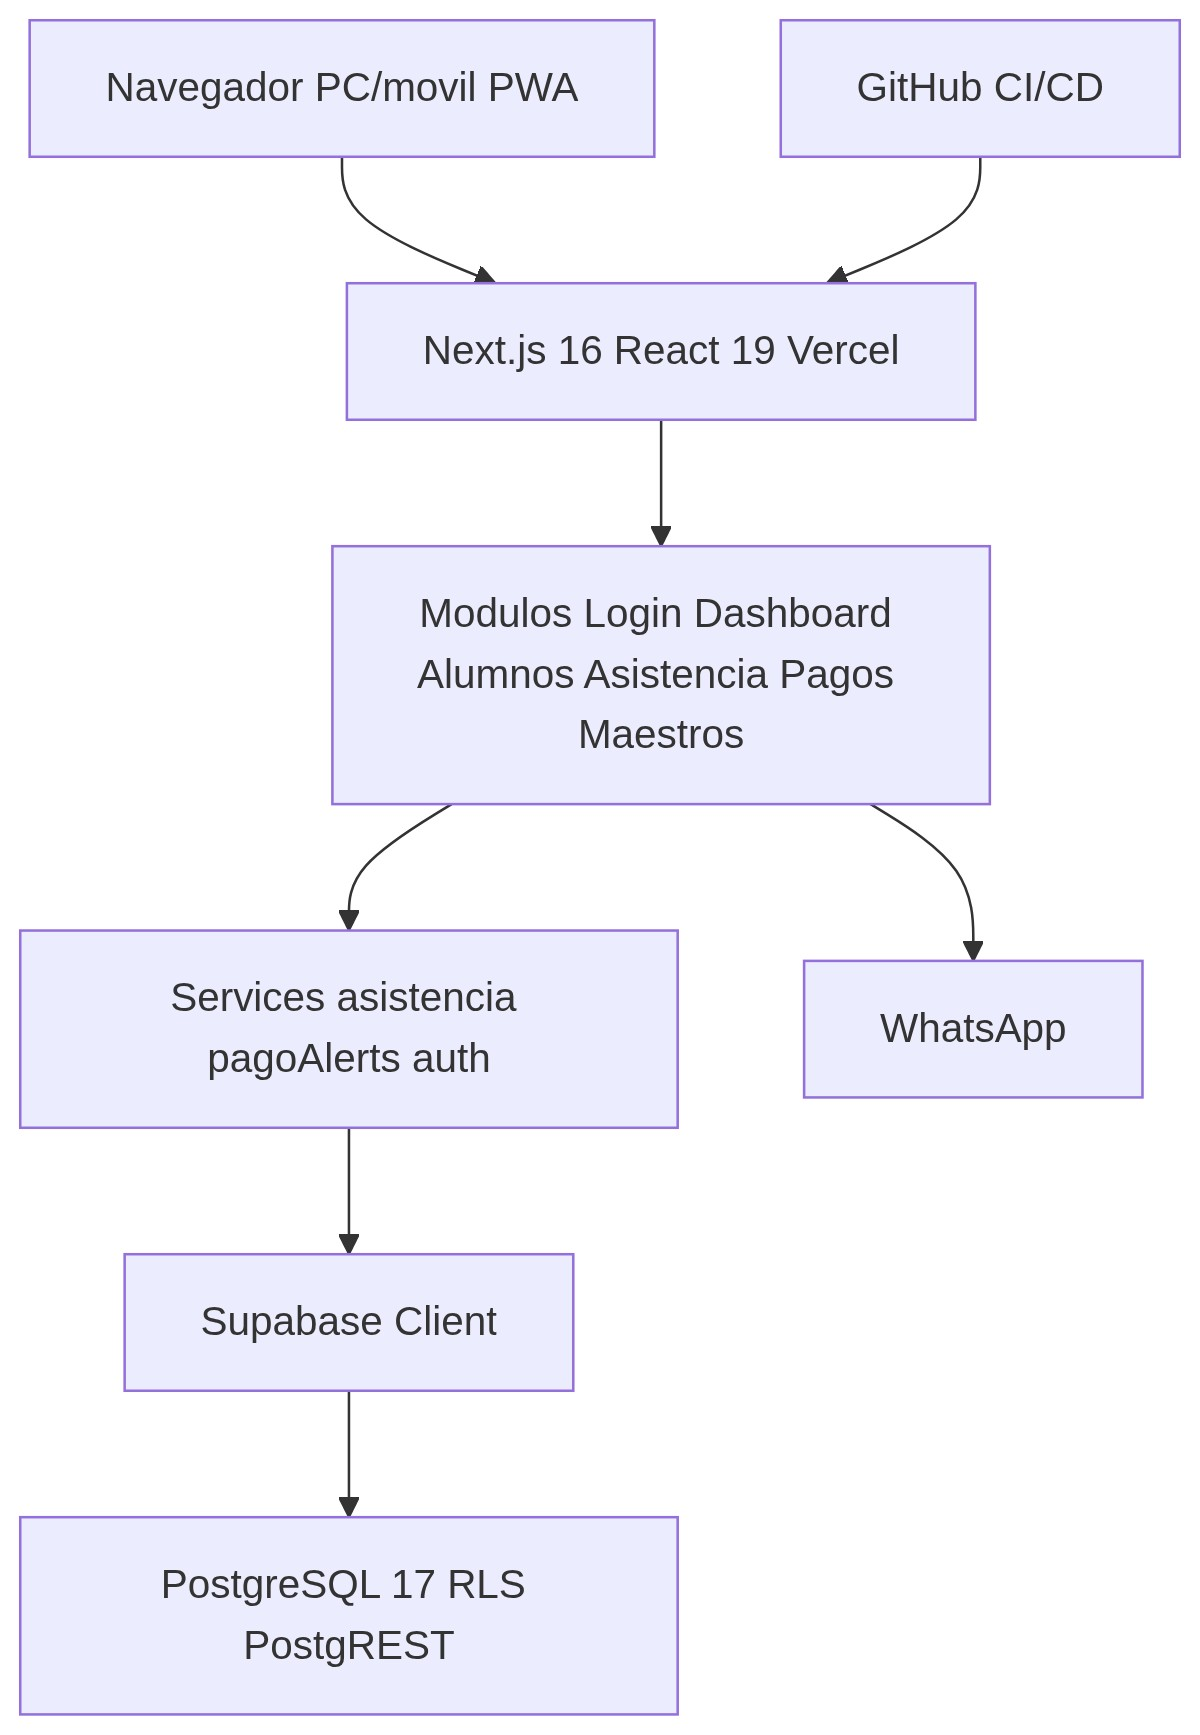 Navegador PC/movil PWA
GitHub CI/CD
Next.js 16 React 19 Vercel
Modulos Login Dashboard
Alumnos Asistencia Pagos
Maestros
Services asistencia
pagoAlerts auth
WhatsApp
Supabase Client
PostgreSQL 17 RLS
PostgREST